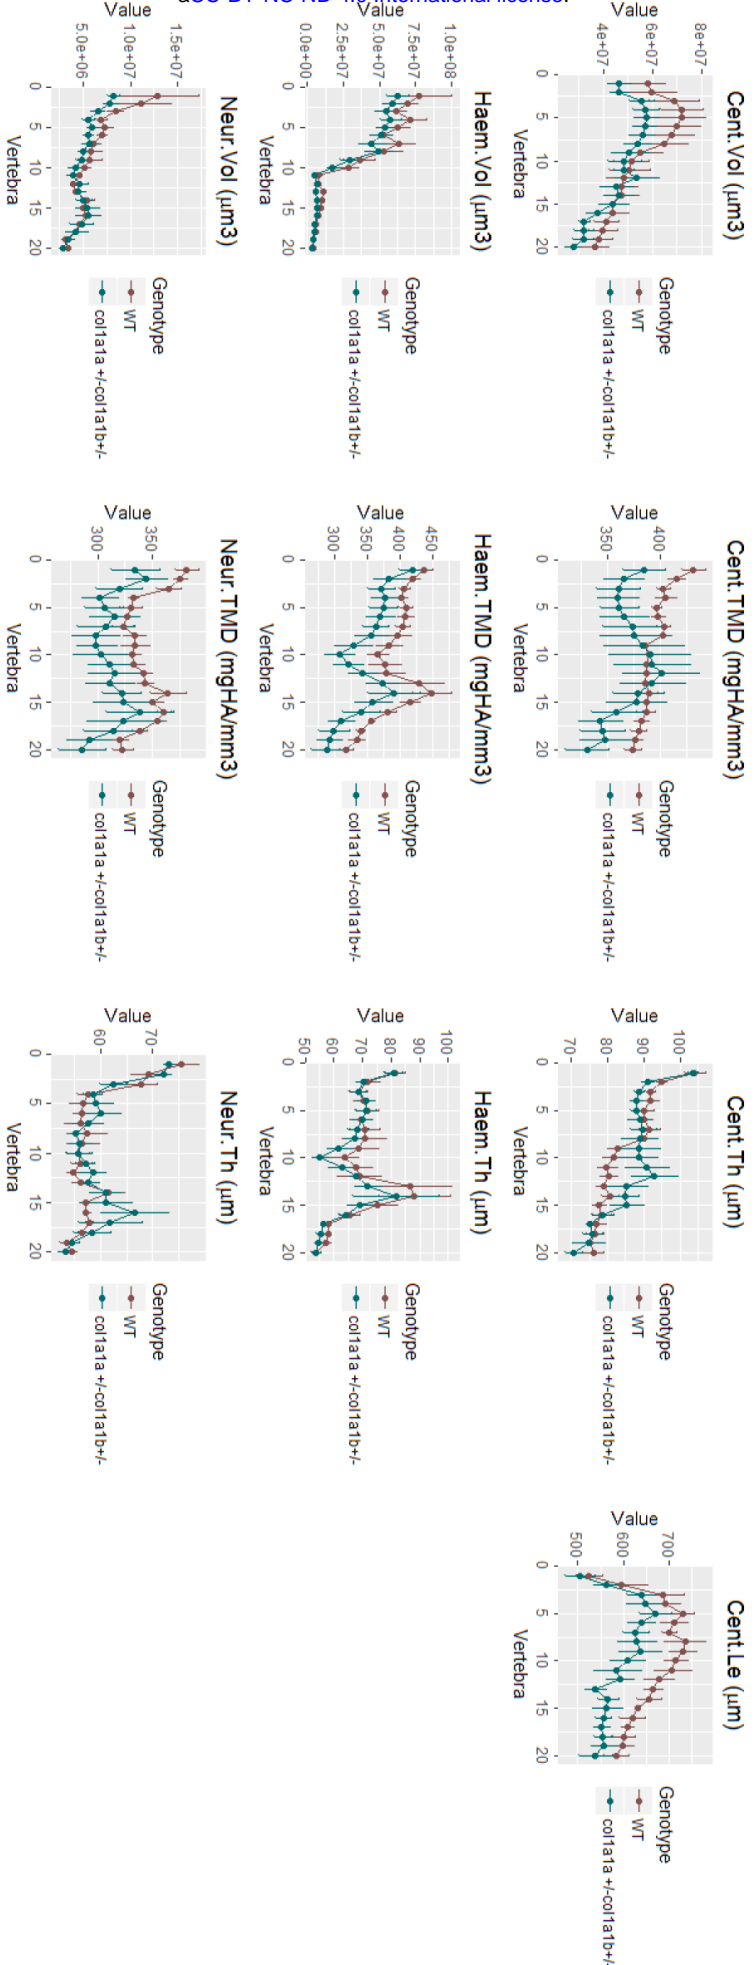 aCC-BY-NC-ND 4.0 International license.
Cent.Vol (μm3)
Value
8e+07
6e+07
4e+07
0 5 10 15 20
Vertebra
Genotype
WT
col1a1a +/-col1a1b+/-
Cent.TMD (mgHA/mm3)
Value
400
350
0 5 10 15 20
Vertebra
Genotype
WT
col1a1a +/-col1a1b+/-
Cent.Th (μm)
Value
100
90
80
70
0 5 10 15 20
Vertebra
Genotype
WT
col1a1a +/-col1a1b+/-
Cent.Le (μm)
Value
700
600
500
0 5 10 15 20
Vertebra
Genotype
WT
col1a1a +/-col1a1b+/-
Haem.Vol (μm3)
Value
1.0e+08
7.5e+07
5.0e+07
2.5e+07
0.0e+00
0 5 10 15 20
Vertebra
Genotype
WT
col1a1a +/-col1a1b+/-
Haem.TMD (mgHA/mm3)
Value
450
400
350
300
0 5 10 15 20
Vertebra
Genotype
WT
col1a1a +/-col1a1b+/-
Haem.Th (μm)
Value
100
90
80
70
60
50
0 5 10 15 20
Vertebra
Genotype
WT
col1a1a +/-col1a1b+/-
Neur.Vol (μm3)
Value
1.5e+07
1.0e+07
5.0e+06
0 5 10 15 20
Vertebra
Genotype
WT
col1a1a +/-col1a1b+/-
Neur.TMD (mgHA/mm3)
Value
350
300
0 5 10 15 20
Vertebra
Genotype
WT
col1a1a +/-col1a1b+/-
Neur.Th (μm)
Value
70
60
0 5 10 15 20
Vertebra
Genotype
WT
col1a1a +/-col1a1b+/-